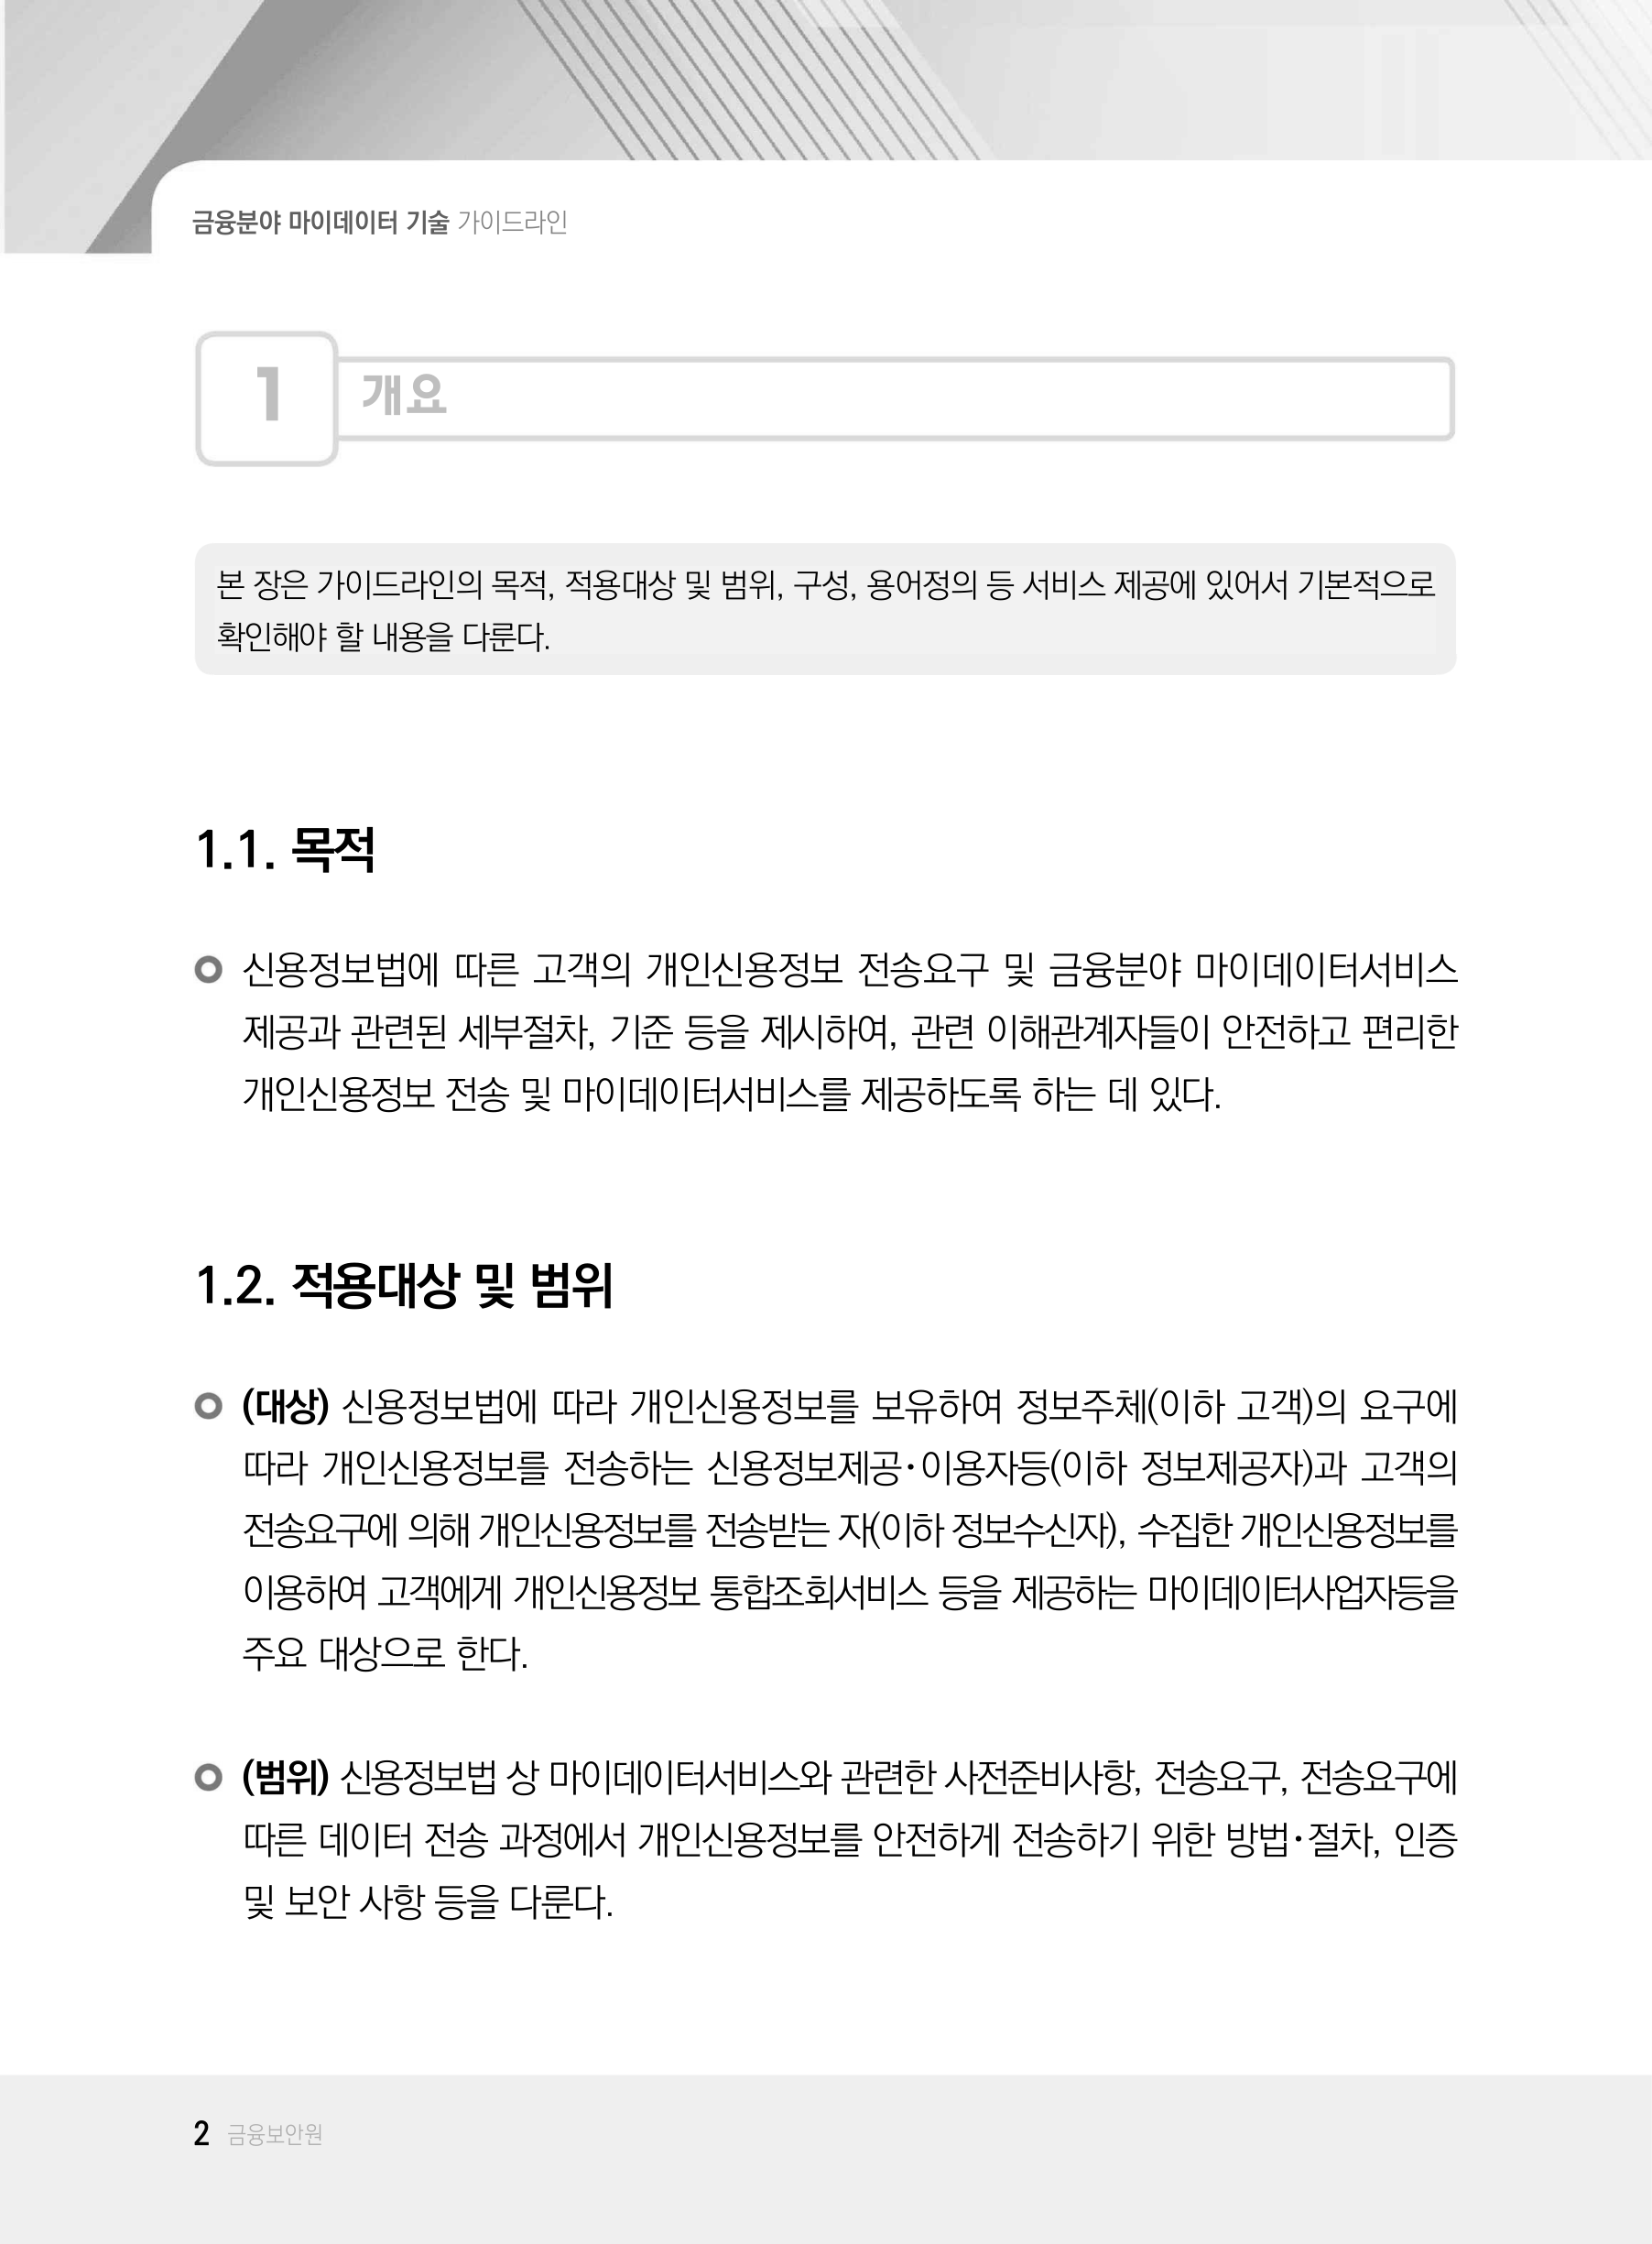 금융분야 마이데이터 기술 가이드라인
1 개요
본 장은 가이드라인의 목적, 적용대상 및 범위, 구성, 용어정의 등 서비스 제공에 있어서 기본적으로
확인해야 할 내용을 다룬다.
1.1. 목적
신용정보법에 따른 고객의 개인신용정보 전송요구 및 금융분야 마이데이터서비스
제공과 관련된 세부절차, 기준 등을 제시하여, 관련 이해관계자들이 안전하고 편리한
개인신용정보 전송 및 마이데이터서비스를 제공하도록 하는 데 있다.
1.2. 적용대상 및 범위
(대상) 신용정보법에 따라 개인신용정보를 보유하여 정보주체(이하 고객)의 요구에
따라 개인신용정보를 전송하는 신용정보제공·이용자등(이하 정보제공자)과 고객의
전송요구에 의해 개인신용정보를 전송받는 자(이하 정보수신자), 수집한 개인신용정보를
이용하여 고객에게 개인신용정보 통합조회서비스 등을 제공하는 마이데이터사업자등을
주요 대상으로 한다.
(범위) 신용정보법 상 마이데이터서비스와 관련한 사전준비사항, 전송요구, 전송요구에
따른 데이터 전송 과정에서 개인신용정보를 안전하게 전송하기 위한 방법·절차, 인증
및 보안 사항 등을 다룬다.
2 금융보안원